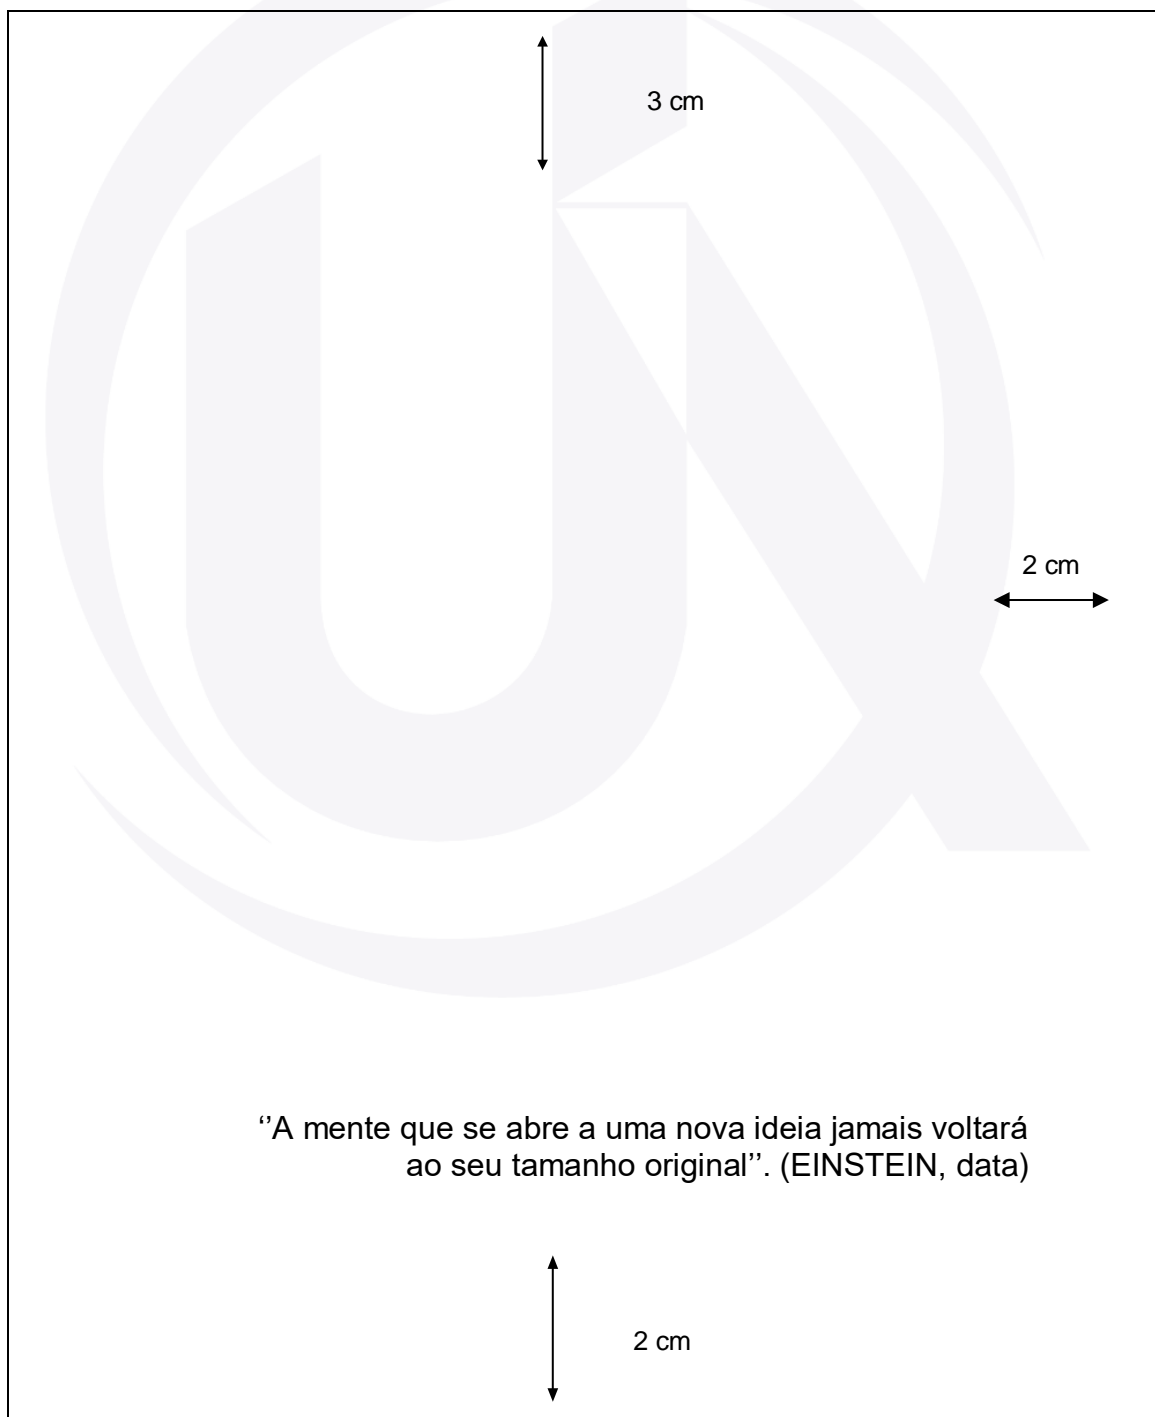 3 cm
2 cm
‘’A mente que se abre a uma nova ideia jamais voltará
ao seu tamanho original’’. (EINSTEIN, data)
2 cm